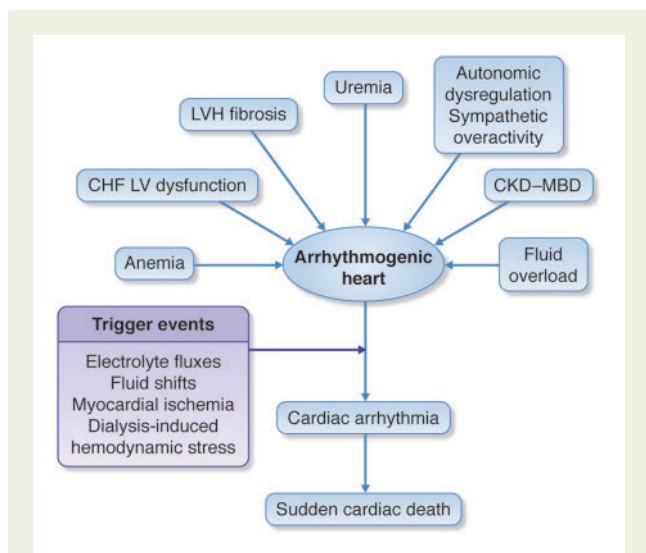 Uremia
Autonomic
dysregulation
Sympathetic
overactivity
LVH fibrosis
CHF LV dysfunction
CKD–MBD
Anemia
Arrhythmogenic
heart
Fluid
overload
Trigger events
Electrolyte fluxes
Fluid shifts
Myocardial ischemia
Dialysis-induced
hemodynamic stress
Cardiac arrhythmia
Sudden cardiac death